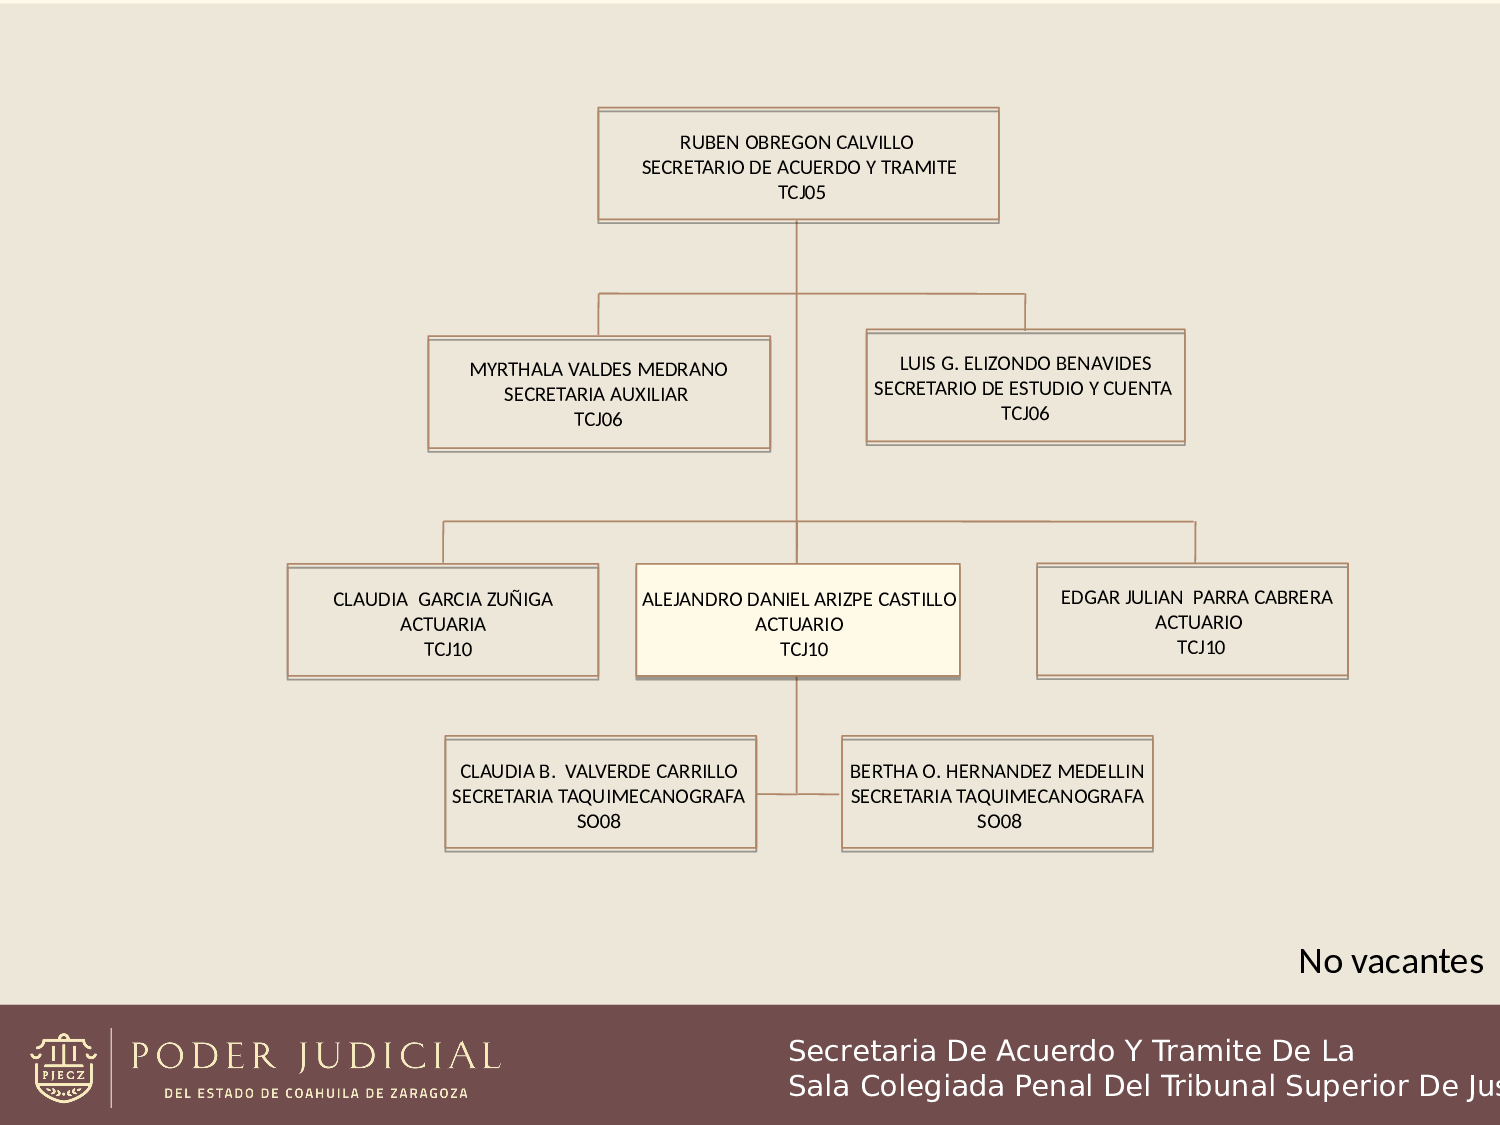 RUBEN OBREGON CALVILLO
SECRETARIO DE ACUERDO Y TRAMITE
TCJ05
MYRTHALA VALDES MEDRANO
SECRETARIA AUXILIAR
TCJ06
LUIS G. ELIZONDO BENAVIDES
SECRETARIO DE ESTUDIO Y CUENTA
TCJ06
CLAUDIA  GARCIA ZUÑIGA
ACTUARIA
TCJ10
ALEJANDRO DANIEL ARIZPE CASTILLO
ACTUARIO
TCJ10
EDGAR JULIAN  PARRA CABRERA
ACTUARIO
TCJ10
CLAUDIA B.  VALVERDE CARRILLO
SECRETARIA TAQUIMECANOGRAFA
SO08
BERTHA O. HERNANDEZ MEDELLIN
SECRETARIA TAQUIMECANOGRAFA
SO08
No vacantes
PJECZ
PODER JUDICIAL
DEL ESTADO DE COAHUILA DE ZARAGOZA
Secretaria De Acuerdo Y Tramite De La
Sala Colegiada Penal Del Tribunal Superior De Jus